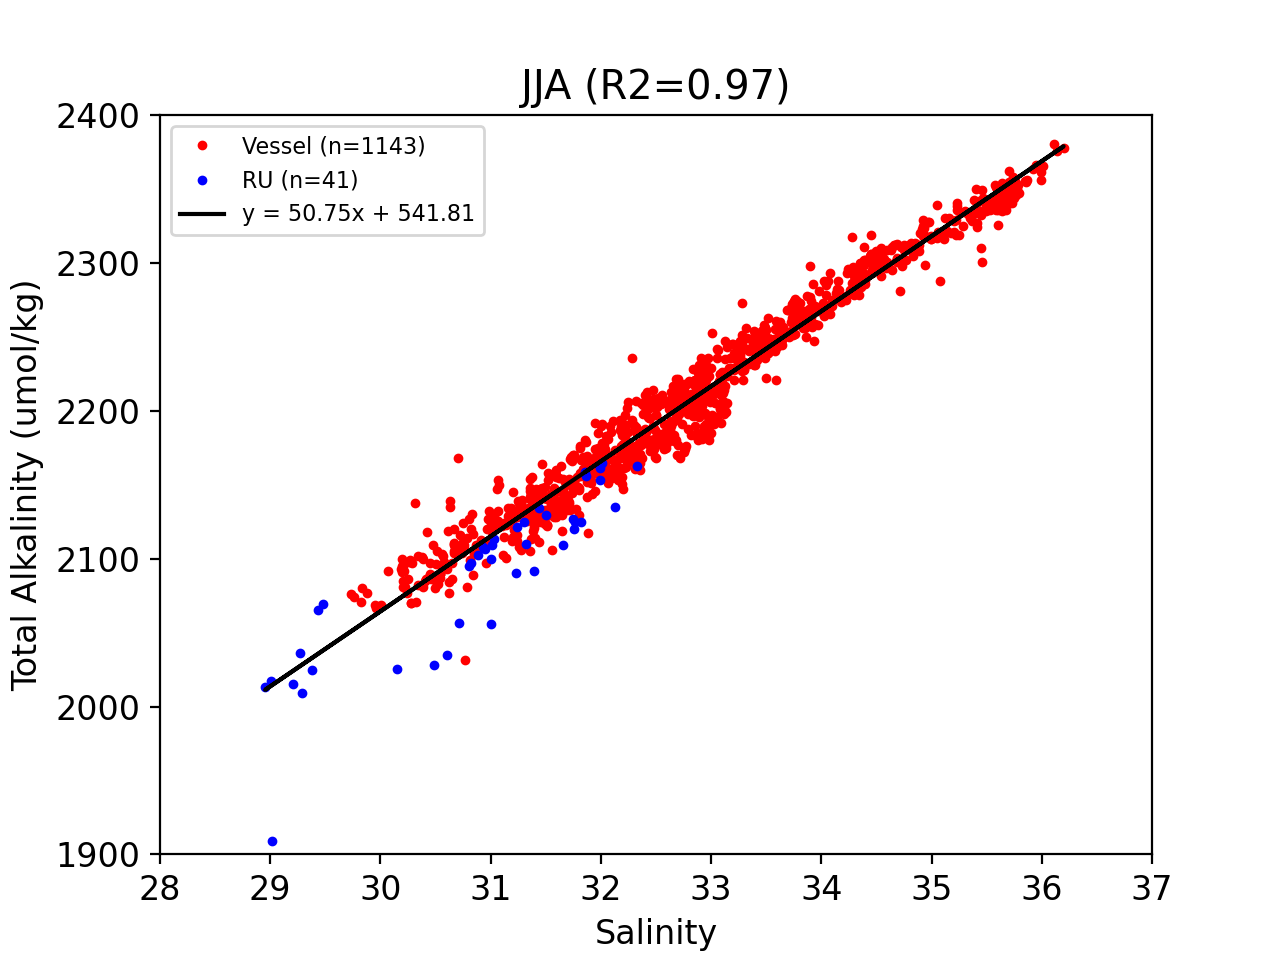 JJA (R2=0.97)
2400
2300
2200
2100
2000
1900
Total Alkalinity (umol/kg)
Vessel (n=1143)
RU (n=41)
y = 50.75x + 541.81
28 29 30 31 32 33 34 35 36 37
Salinity